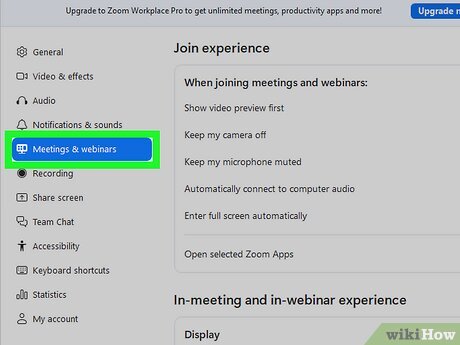 Upgrade to Zoom Workplace Pro to get unlimited meetings, productivity apps and more!
Upgrade
General
Video & effects
Audio
Notifications & sounds
Meetings & webinars
Recording
Share screen
Team Chat
Accessibility
Keyboard shortcuts
Statistics
My account
Join experience
When joining meetings and webinars:
Show video preview first
Keep my camera off
Keep my microphone muted
Automatically connect to computer audio
Enter full screen automatically
Open selected Zoom Apps
In-meeting and in-webinar experience
Display
wikiHow